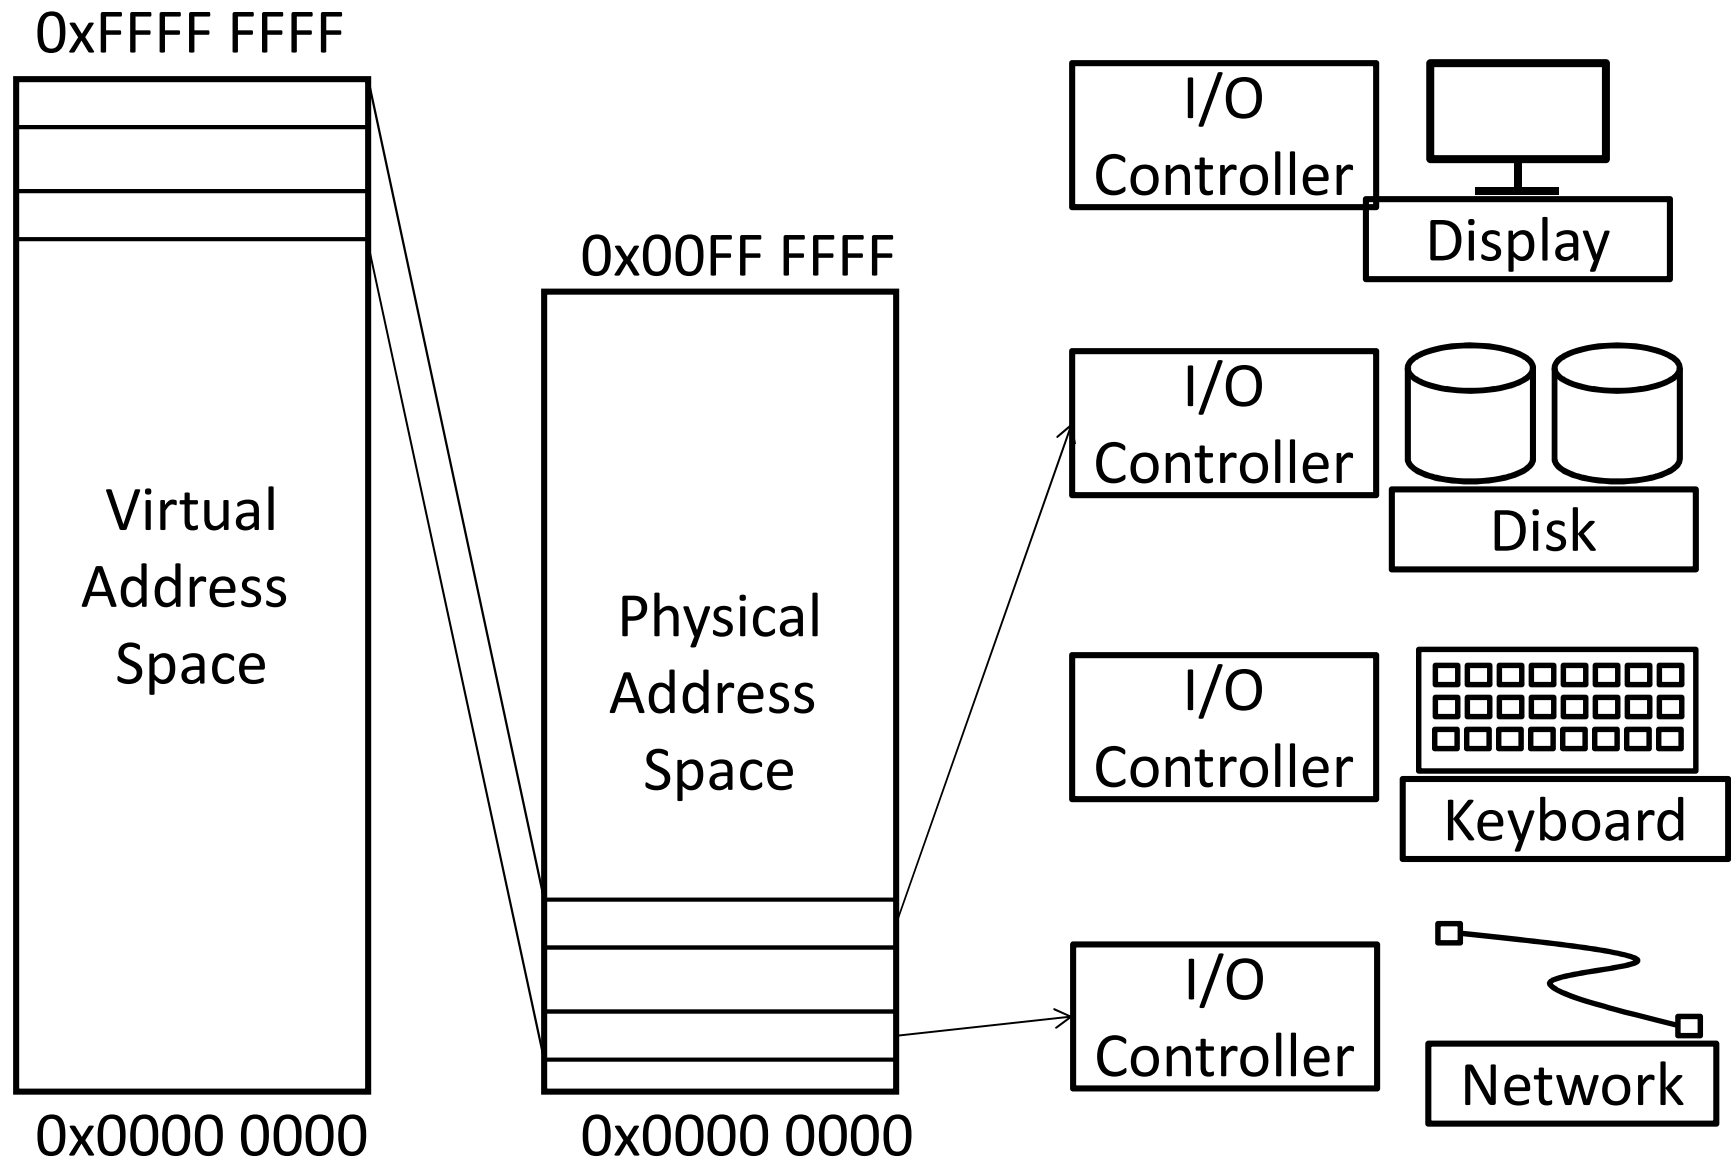 0xFFFF FFFF
Virtual
Address
Space
0x0000 0000
0x00FF FFFF
Physical
Address
Space
0x0000 0000
I/O
Controller
Display
I/O
Controller
Disk
I/O
Controller
Keyboard
I/O
Controller
Network